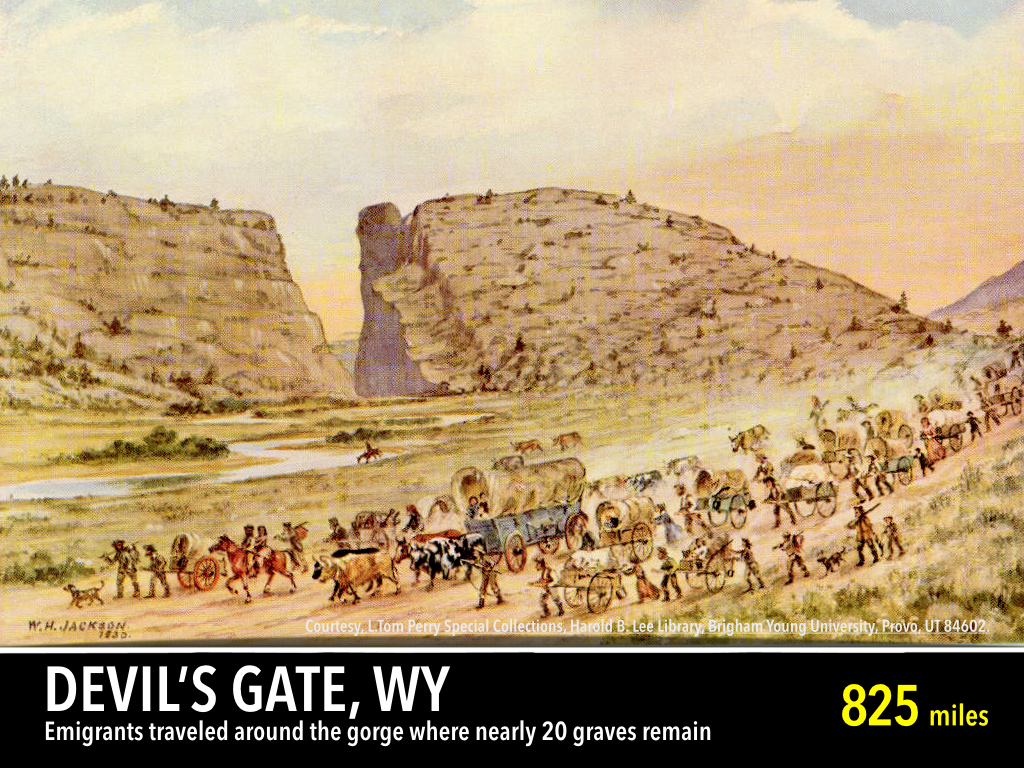 W.H. JACKSON.
1930.
Courtesy, L.Tom Perry Special Collections, Harold B. Lee Library, Brigham Young University, Provo, UT 84602.
DEVIL’S GATE, WY
825 miles
Emigrants traveled around the gorge where nearly 20 graves remain